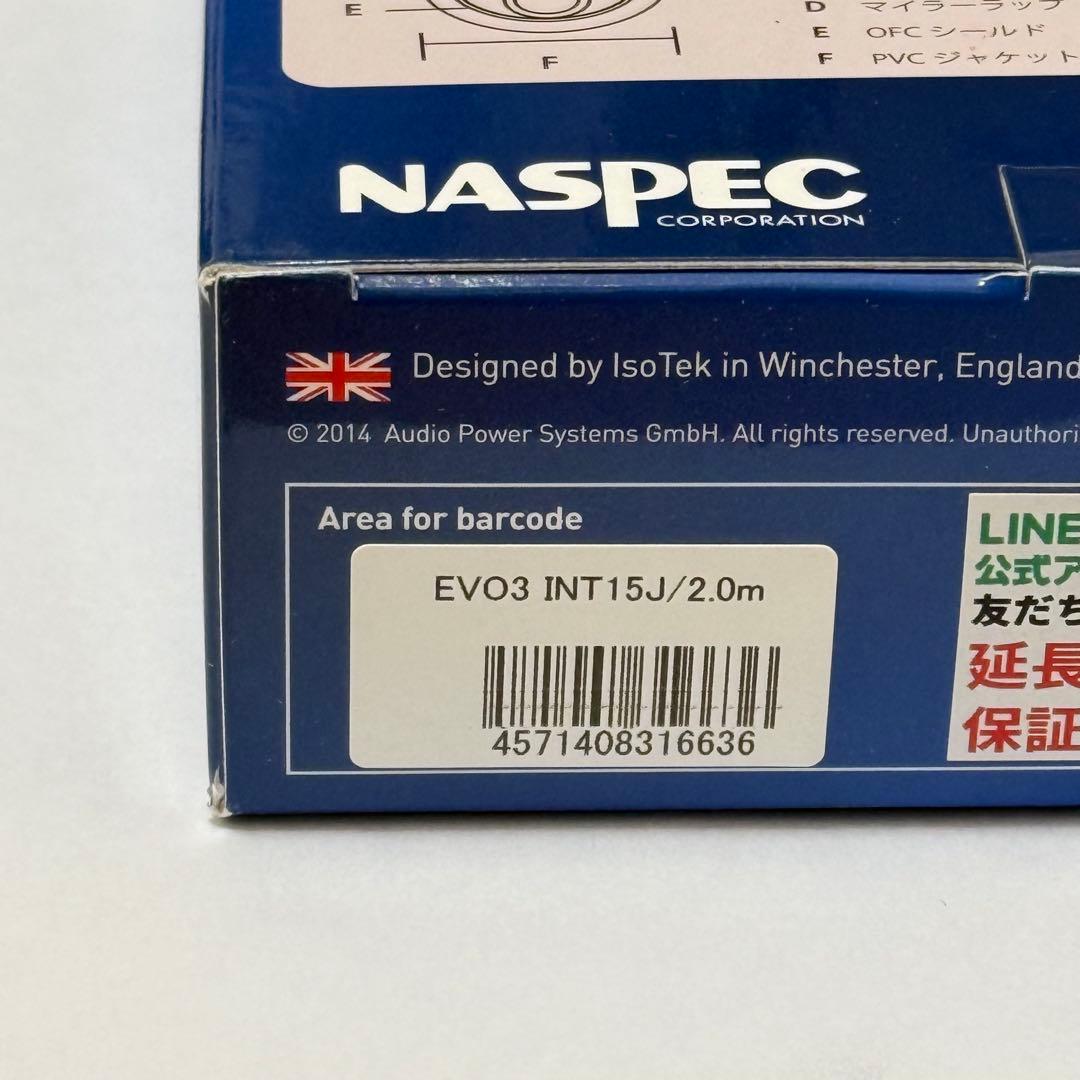 E
F
D マイラーラップ
E OFC シールド
F PVC ジャケット
NASPEC
CORPORATION
Designed by IsoTek in Winchester, England
© 2014 Audio Power Systems GmbH. All rights reserved. Unauthori
Area for barcode
EVO3 INT15J/2.0m
4571408316636
LINE
公式ア
友だち
延長
保証